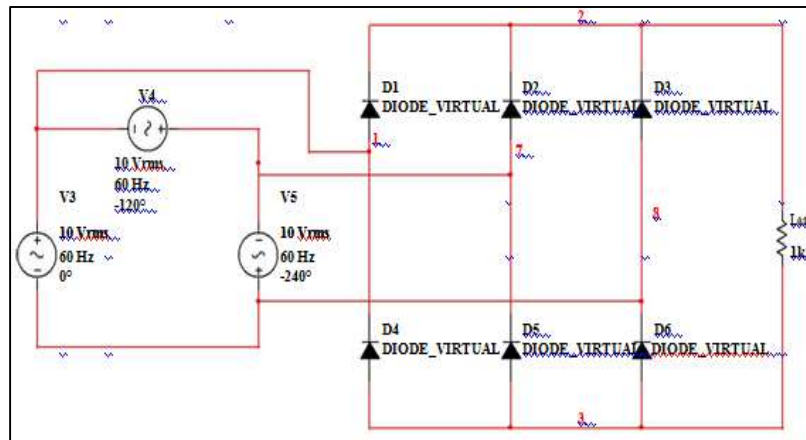 2
V4
D1
DIODE_VIRTUAL
D2
DIODE_VIRTUAL
D3
DIODE_VIRTUAL
1
7
10 Vrms
60 Hz
-120°
V3
10 Vrms
60 Hz
0°
V5
10 Vrms
60 Hz
-240°
8
1k
D4
DIODE_VIRTUAL
D5
DIODE_VIRTUAL
D6
DIODE_VIRTUAL
3